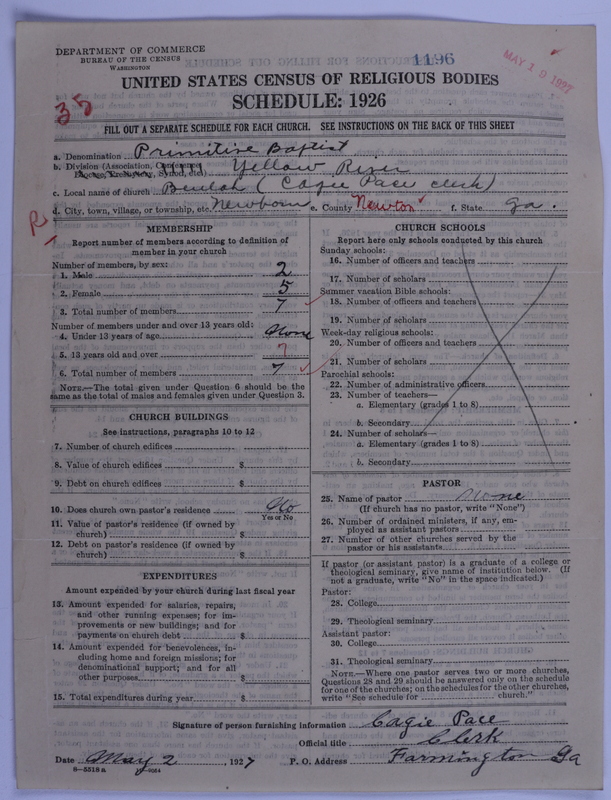 DEPARTMENT OF COMMERCE
BUREAU OF THE CENSUS
WASHINGTON
1196
MAY 19 1927
UNITED STATES CENSUS OF RELIGIOUS BODIES
SCHEDULE: 1926
35
FILL OUT A SEPARATE SCHEDULE FOR EACH CHURCH. SEE INSTRUCTIONS ON THE BACK OF THIS SHEET
a. Denomination Primitive Baptist
b. Division (Association, Conference, Diocese, Presbytery, Synod, etc.) Yellow River
c. Local name of church Beulah (Cagie Pace clerk)
d. City, town, village, or township, etc. Newborn e. County Newton f. State Ga.
R
MEMBERSHIP
Report number of members according to definition of
member in your church
Number of members, by sex:
1. Male 2
2. Female 5
3. Total number of members 7
Number of members under and over 13 years old:
4. Under 13 years of age None
5. 13 years old and over 7
6. Total number of members 7
NOTE.—The total given under Question 6 should be the
same as the total of males and females given under Question 3.
CHURCH BUILDINGS
See instructions, paragraphs 10 to 12
7. Number of church edifices
8. Value of church edifices $
9. Debt on church edifices $
10. Does church own pastor's residence No
Yes or No
11. Value of pastor's residence (if owned by
church) $
12. Debt on pastor's residence (if owned by
church) $
EXPENDITURES
Amount expended by your church during last fiscal year
13. Amount expended for salaries, repairs,
and other running expenses; for im-
provements or new buildings; and for
payments on church debt $
14. Amount expended for benevolences, in-
cluding home and foreign missions; for
denominational support; and for all
other purposes $
15. Total expenditures during year $
CHURCH SCHOOLS
Report here only schools conducted by this church
Sunday schools:
16. Number of officers and teachers
17. Number of scholars
Summer vacation Bible schools:
18. Number of officers and teachers
19. Number of scholars
Week-day religious schools:
20. Number of officers and teachers
21. Number of scholars
Parochial schools:
22. Number of administrative officers
23. Number of teachers—
a. Elementary (grades 1 to 8)
b. Secondary
24. Number of scholars—
a. Elementary (grades 1 to 8)
b. Secondary
PASTOR
25. Name of pastor None
(If church has no pastor, write "None")
26. Number of ordained ministers, if any, em-
ployed as assistant pastors
27. Number of other churches served by the
pastor or his assistants
If pastor (or assistant pastor) is a graduate of a college or
theological seminary, give name of institution below. (If
not a graduate, write "No" in the space indicated.)
Pastor:
28. College
29. Theological seminary
Assistant pastor:
30. College
31. Theological seminary
NOTE.—Where one pastor serves two or more churches,
Questions 28 and 29 should be answered only on the schedule
for one of the churches; on the schedules for the other churches,
write "See schedule for church."
Signature of person furnishing information Cagie Pace
Official title Clerk
Date May 2, 1927 P. O. Address Farmington Ga
8—5518a